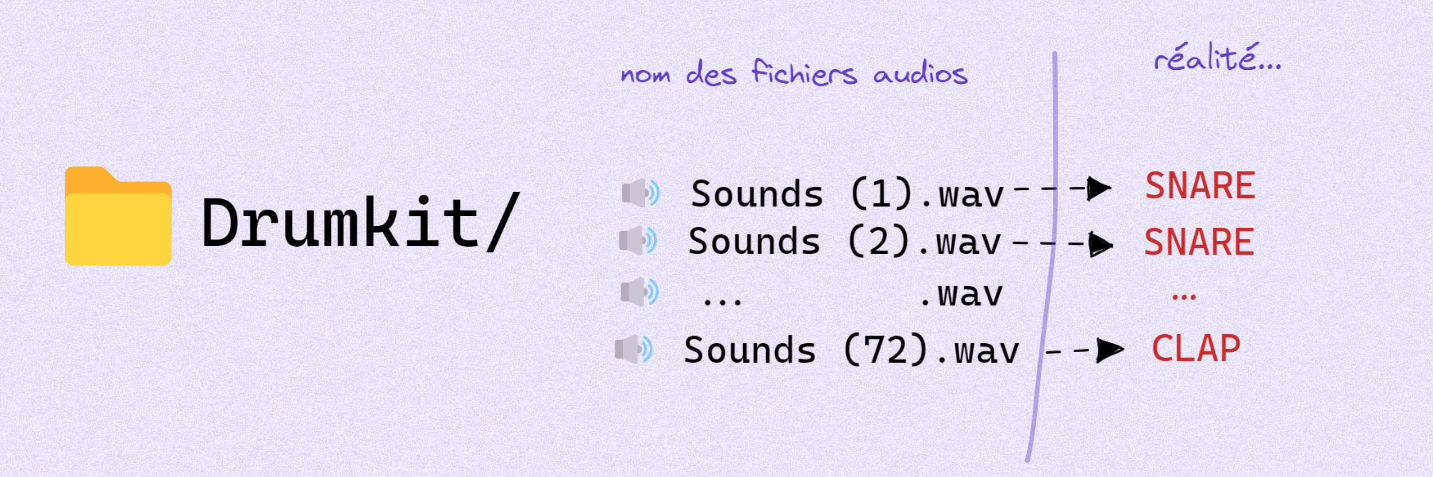 nom des fichiers audios
réalité...
Drumkit/
Sounds (1).wav
SNARE
Sounds (2).wav
SNARE
... .wav
...
Sounds (72).wav
CLAP